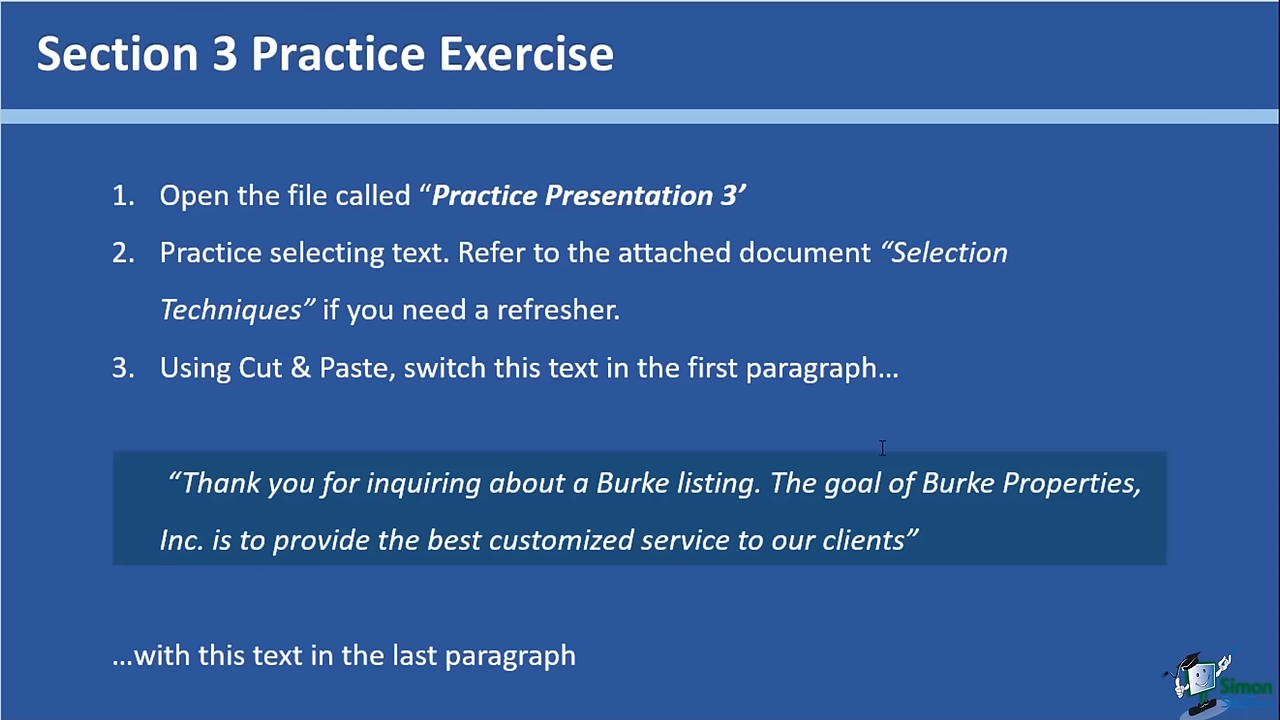 Section 3 Practice Exercise
1. Open the file called “Practice Presentation 3’
2. Practice selecting text. Refer to the attached document “Selection
Techniques” if you need a refresher.
3. Using Cut & Paste, switch this text in the first paragraph…
“Thank you for inquiring about a Burke listing. The goal of Burke Properties,
Inc. is to provide the best customized service to our clients”
…with this text in the last paragraph
Simon